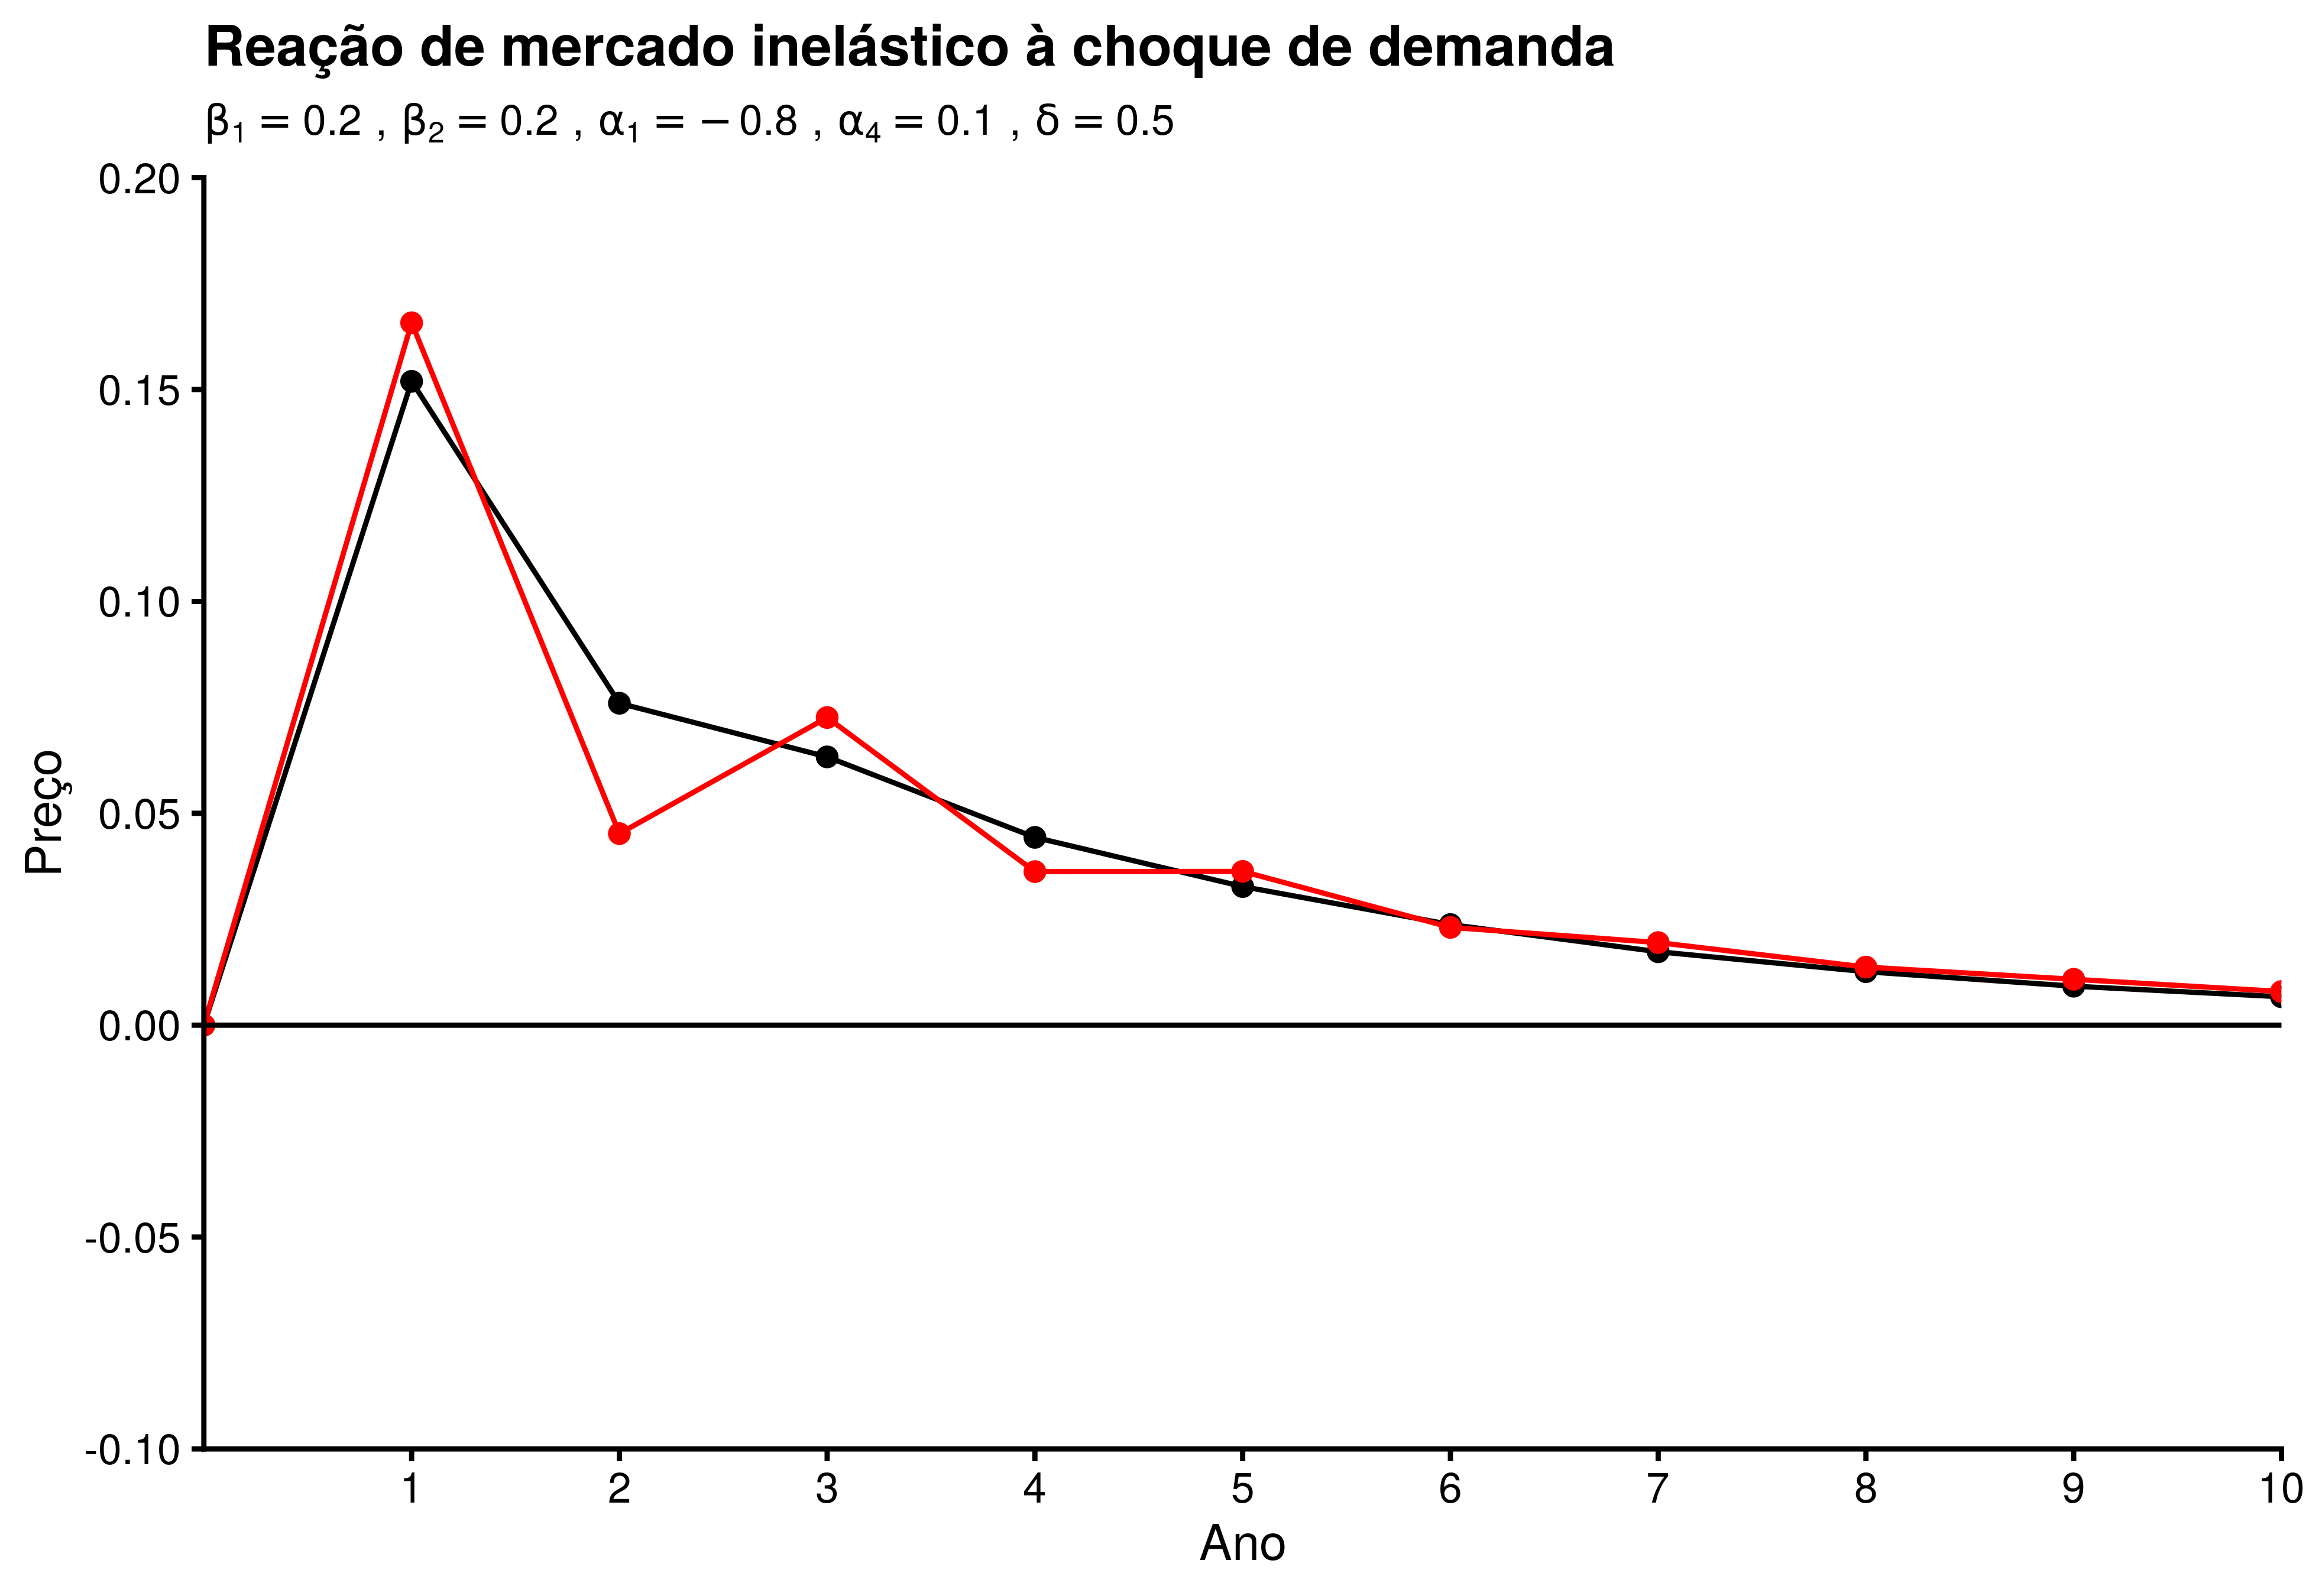 Reação de mercado inelástico à choque de demanda
β₁ = 0.2 , β₂ = 0.2 , α₁ = −0.8 , α₄ = 0.1 , δ = 0.5
0.20
0.15
0.10
0.05
0.00
-0.05
-0.10
Preço
1 2 3 4 5 6 7 8 9 10
Ano